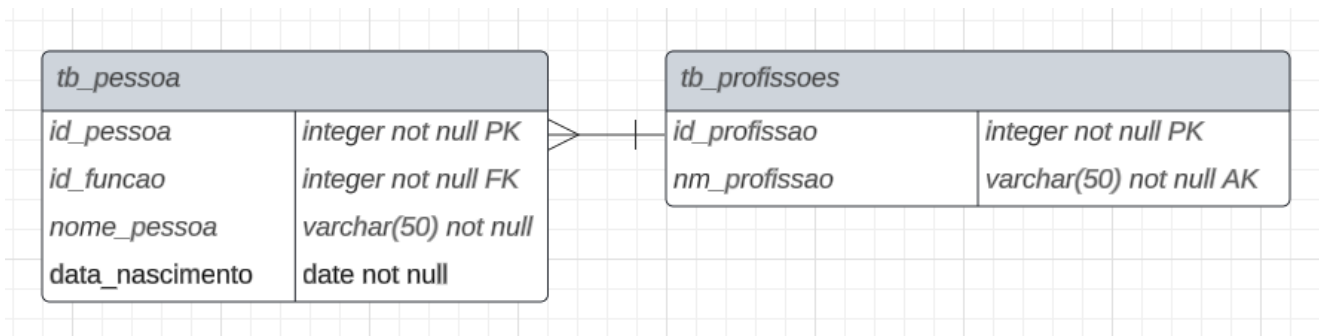 tb_pessoa
id_pessoa integer not null PK
id_funcao integer not null FK
nome_pessoa varchar(50) not null
data_nascimento date not null
tb_profissoes
id_profissao integer not null PK
nm_profissao varchar(50) not null AK